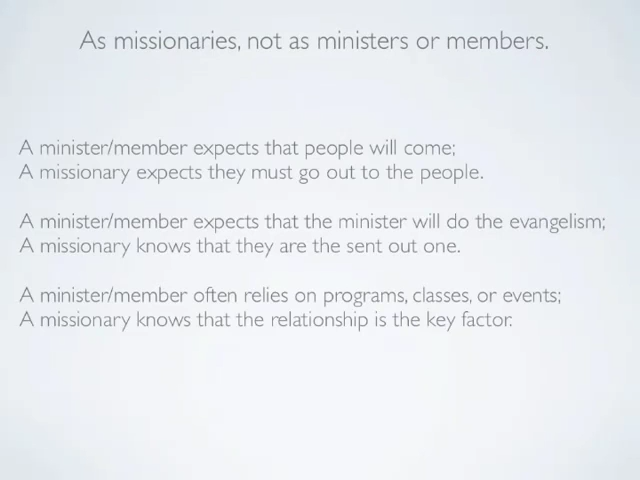 As missionaries, not as ministers or members.
A minister/member expects that people will come;
A missionary expects they must go out to the people.
A minister/member expects that the minister will do the evangelism;
A missionary knows that they are the sent out one.
A minister/member often relies on programs, classes, or events;
A missionary knows that the relationship is the key factor.